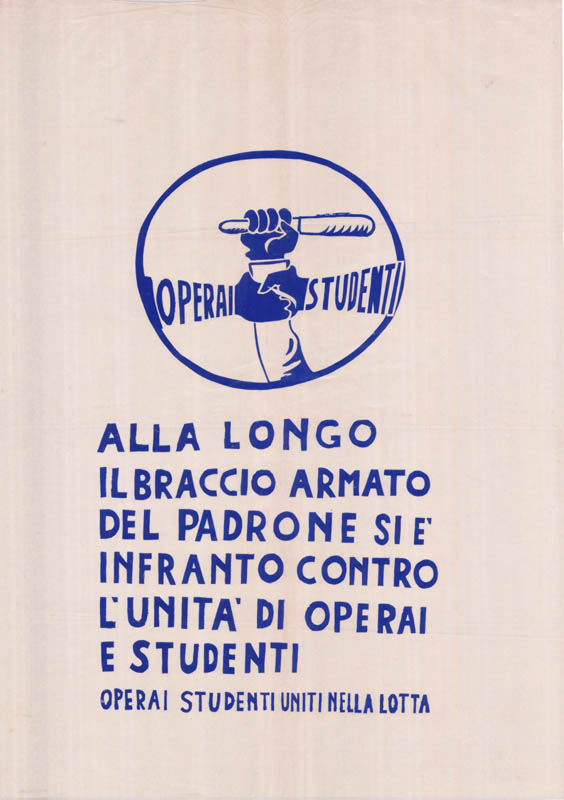 OPERAI STUDENTI
ALLA LONGO
IL BRACCIO ARMATO
DEL PADRONE SI E'
INFRANTO CONTRO
L'UNITA' DI OPERAI
E STUDENTI
OPERAI STUDENTI UNITI NELLA LOTTA